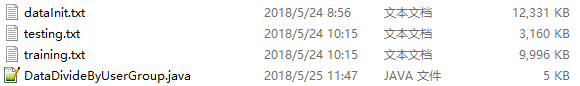 dataInit.txt 2018/5/24 8:56 文本文档 12,331 KB
testing.txt 2018/5/24 10:15 文本文档 3,160 KB
training.txt 2018/5/24 10:15 文本文档 9,996 KB
DataDivideByUserGroup.java 2018/5/25 11:47 JAVA 文件 5 KB